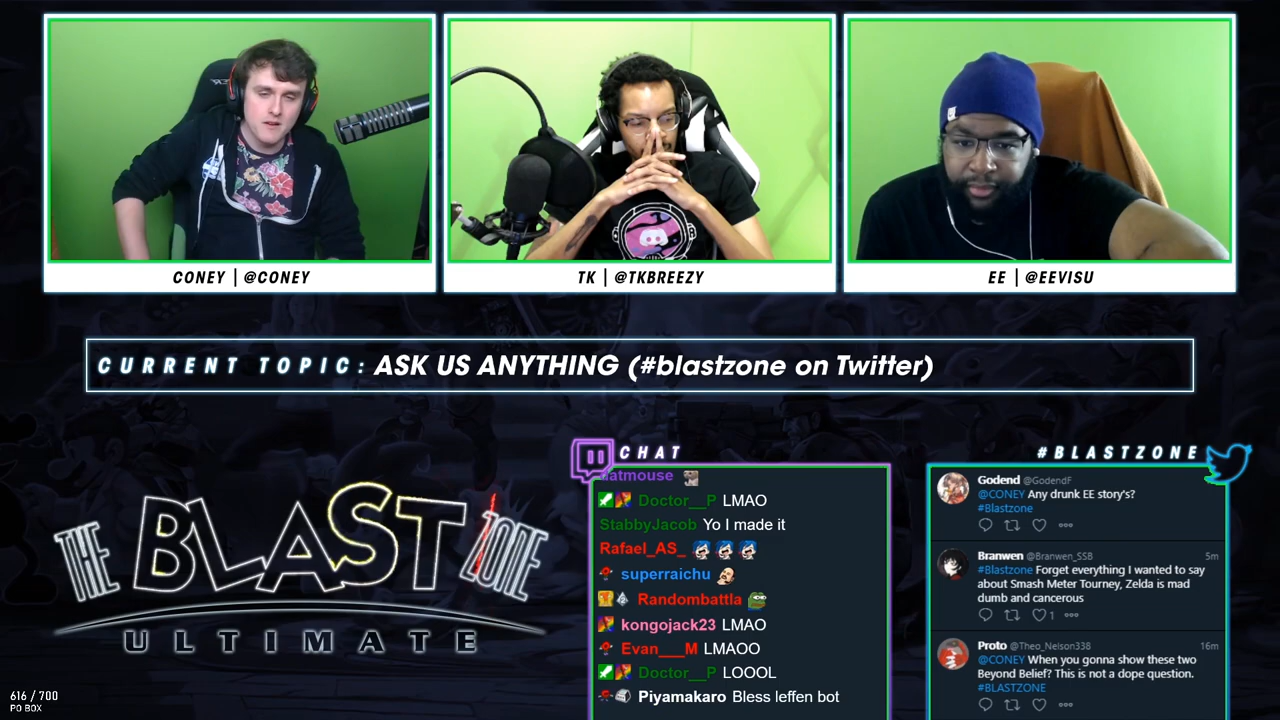 CONEY | @CONEY
TK | @TKBREEZY
EE | @EEVISU
CURRENT TOPIC: ASK US ANYTHING (#blastzone on Twitter)
THE BLAST ZONE
ULTIMATE
616 / 700
PO BOX
CHAT
atmouse
Doctor__P LMAO
StabbyJacob Yo I made it
Rafael_AS_
superraichu
Randombattla
kongojack23 LMAO
Evan___M LMAOO
Doctor__P LOOOL
Piyamakaro Bless leffen bot
#BLASTZONE
Godend @GodendF
@CONEY Any drunk EE story's?
#Blastzone
Branwen @Branwen_SSB 5m
#Blastzone Forget everything I wanted to say
about Smash Meter Tourney, Zelda is mad
dumb and cancerous
1
Proto @Theo_Nelson338 16m
@CONEY When you gonna show these two
Beyond Belief? This is not a dope question.
#BLASTZONE